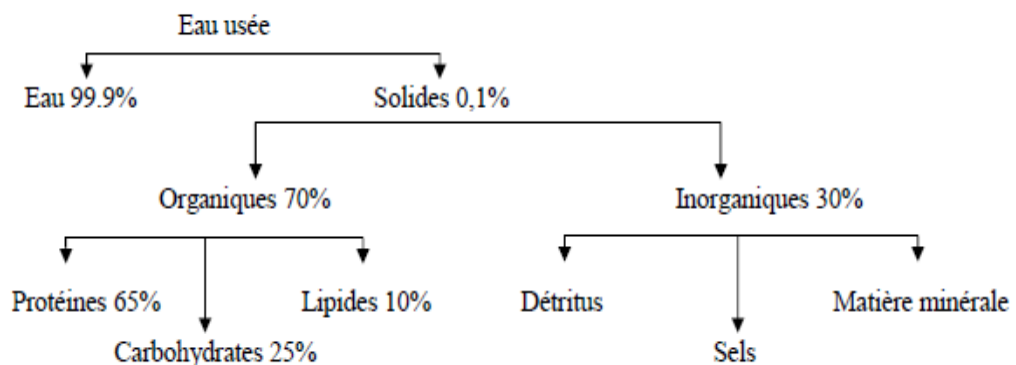 Eau usée
Eau 99.9% Solides 0,1%
Organiques 70% Inorganiques 30%
Protéines 65% Lipides 10% Détritus Matière minérale
Carbohydrates 25% Sels